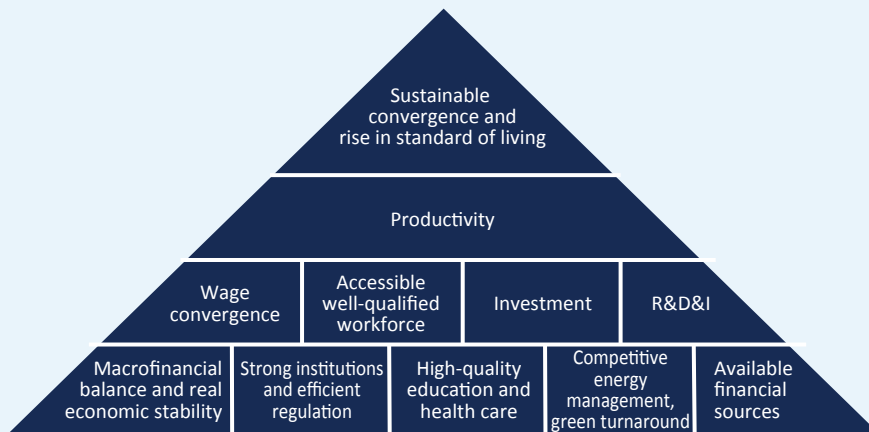 Sustainable
convergence and
rise in standard of living
Productivity
Wage
convergence
Accessible
well-qualified
workforce
Investment
R&D&I
Macrofinancial
balance and real
economic stability
Strong institutions
and efficient
regulation
High-quality
education and
health care
Competitive
energy
management,
green turnaround
Available
financial
sources